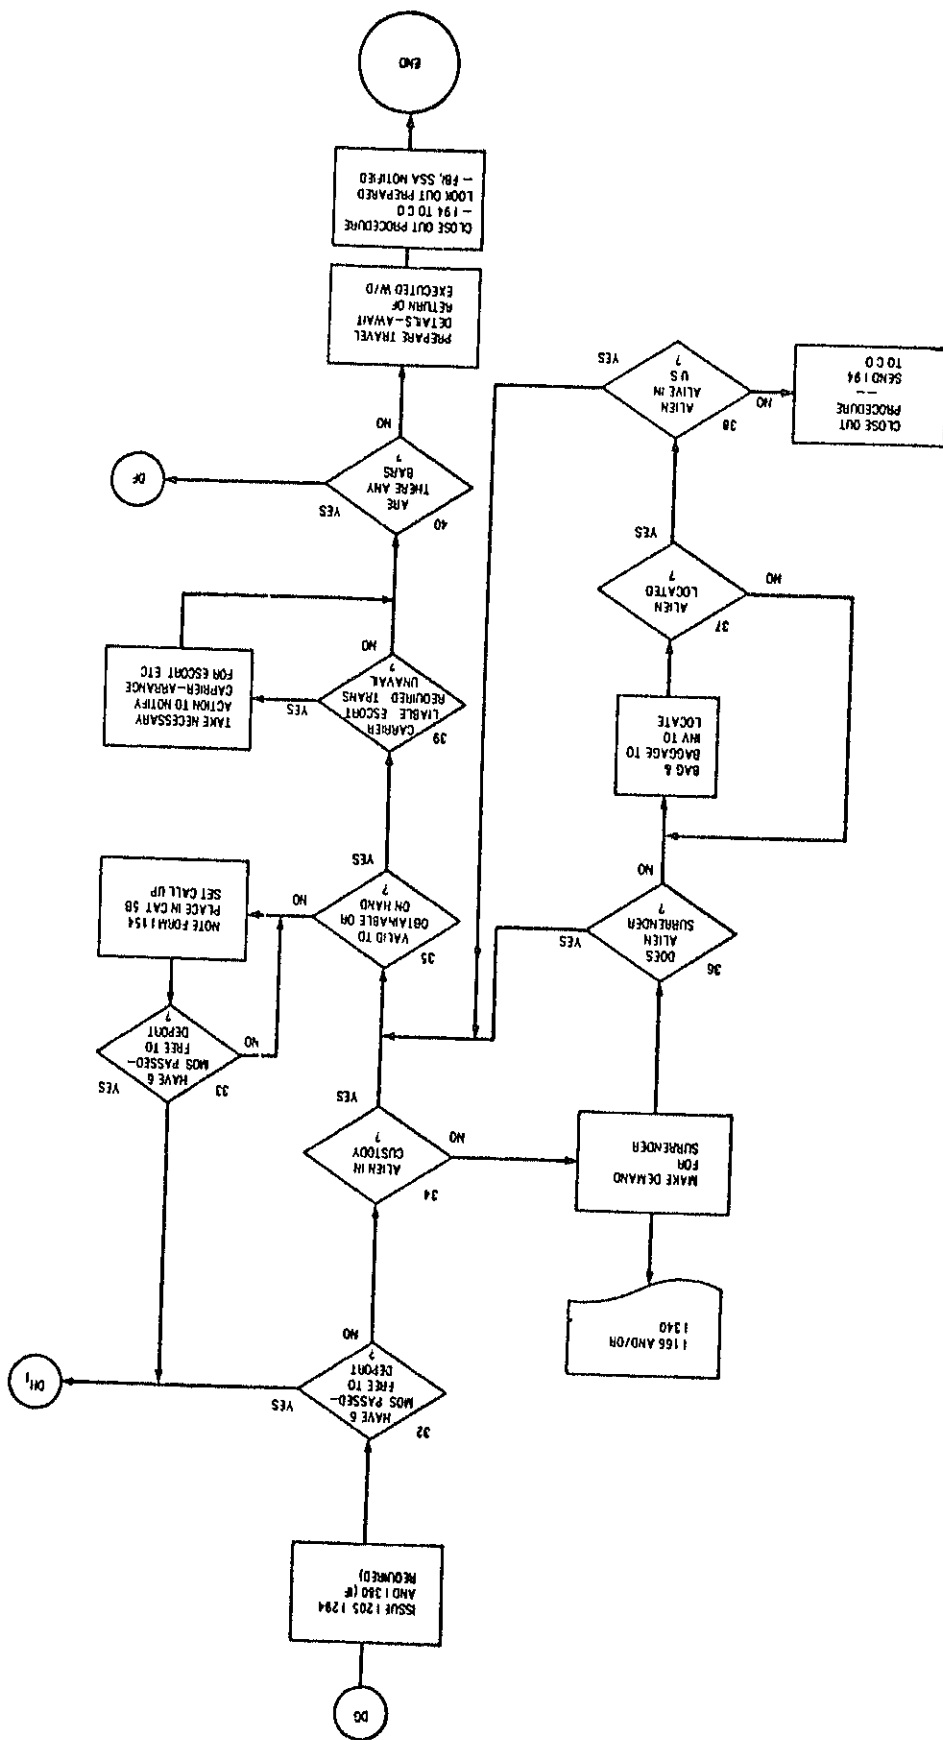 DG
ISSUE I 205 I 294
AND I 380 (IF
REQUIRED)
32
HAVE 6
MOS PASSED—
FREE TO
DEPORT
?
YES
DH₁
NO
I 166 AND/OR
I 340
34
ALIEN IN
CUSTODY
?
NO
MAKE DEMAND
FOR
SURRENDER
YES
33
HAVE 6
MOS PASSED—
FREE TO
DEPORT
?
YES
NO
36
DOES
ALIEN
SURRENDER
?
YES
NO
35
VALID TO
OBTAINABLE OR
ON HAND
?
NO
NOTE FORM I 154
PLACE IN CAT 5B
SET CALL UP
YES
BAG &
BAGGAGE TO
INV TO
LOCATE
39
CARRIER
LIABLE ESCORT
REQUIRED TRANS
UNAVAIL
?
YES
TAKE NECESSARY
ACTION TO NOTIFY
CARRIER–ARRANGE
FOR ESCORT ETC
NO
37
ALIEN
LOCATED
?
NO
YES
40
ARE
THERE ANY
BARS
?
YES
DF
NO
38
ALIEN
ALIVE IN
U S
?
YES
NO
CLOSE OUT
PROCEDURE
——
SEND I 94
TO C O
PREPARE TRAVEL
DETAILS–AWAIT
RETURN OF
EXECUTED W/D
CLOSE OUT PROCEDURE
— I 94 TO C O
LOOK OUT PREPARED
— FBI, SSA NOTIFIED
END